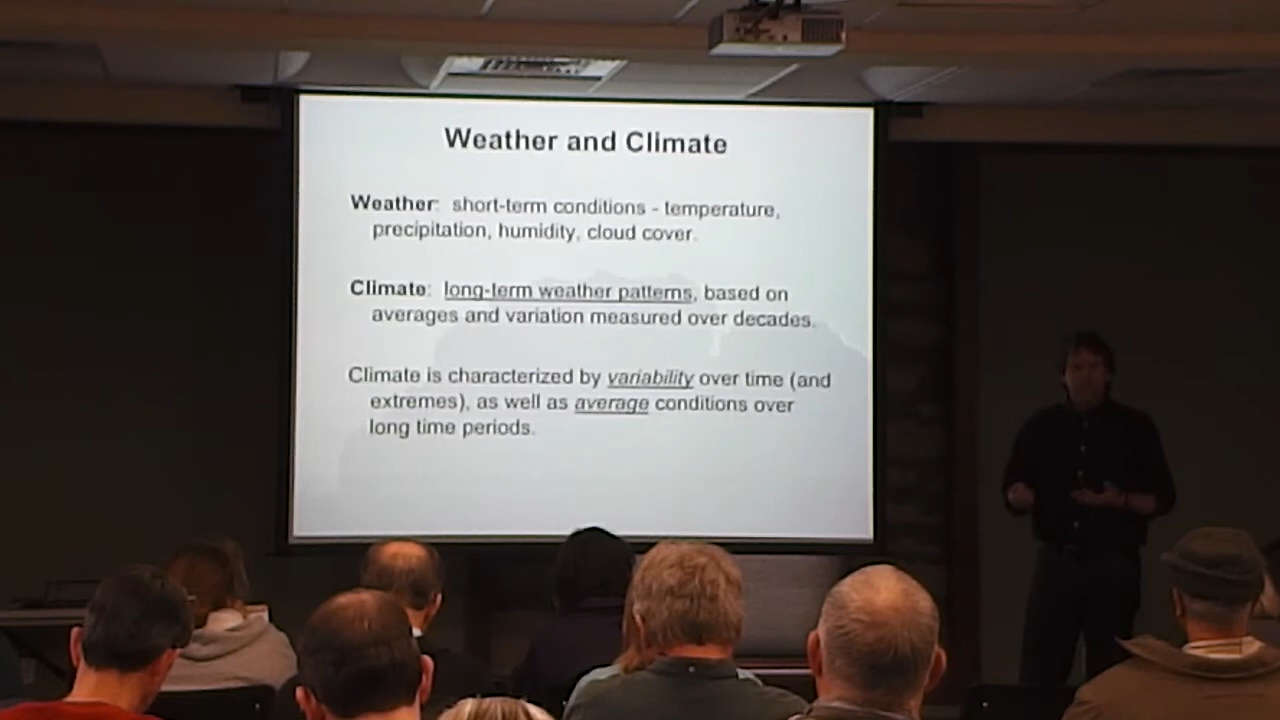 Weather and Climate
Weather: short-term conditions - temperature,
precipitation, humidity, cloud cover.
Climate: long-term weather patterns, based on
averages and variation measured over decades.
Climate is characterized by variability over time (and
extremes), as well as average conditions over
long time periods.